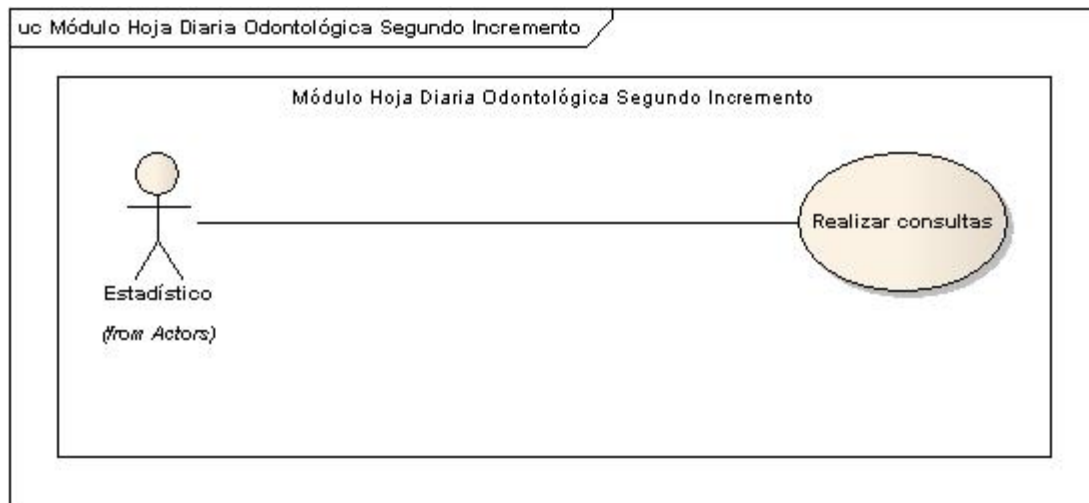 uc Módulo Hoja Diaria Odontológica Segundo Incremento
Módulo Hoja Diaria Odontológica Segundo Incremento
Realizar consultas
Estadístico
(from Actors)